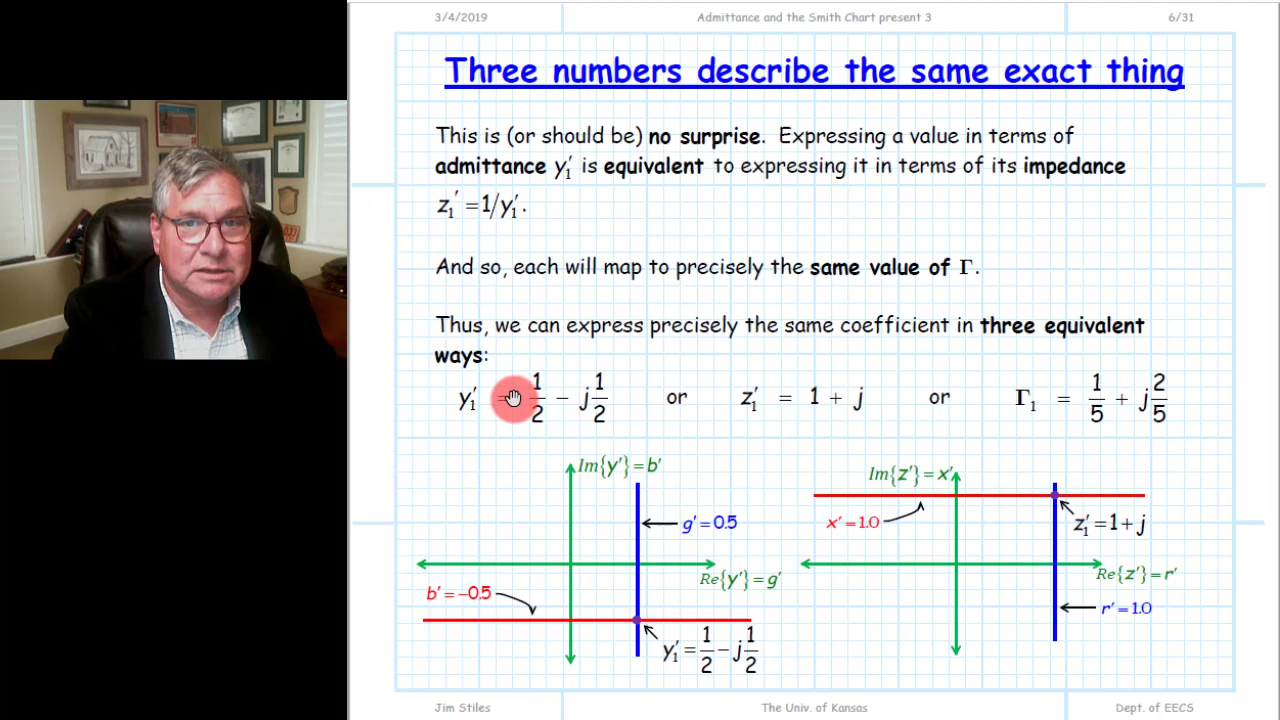 3/4/2019 Admittance and the Smith Chart present 3 6/31
Three numbers describe the same exact thing
This is (or should be) no surprise. Expressing a value in terms of
admittance y₁′ is equivalent to expressing it in terms of its impedance
z₁′ = 1/y₁′.
And so, each will map to precisely the same value of Γ.
Thus, we can express precisely the same coefficient in three equivalent
ways:
y₁′ = 1/2 − j 1/2 or z₁′ = 1 + j or Γ₁ = 1/5 + j 2/5
Im{y′} = b′
Im{z′} = x′
g′ = 0.5
x′ = 1.0
z₁′ = 1 + j
Re{y′} = g′
Re{z′} = r′
b′ = −0.5
r′ = 1.0
y₁′ = 1/2 − j 1/2
Jim Stiles The Univ. of Kansas Dept. of EECS